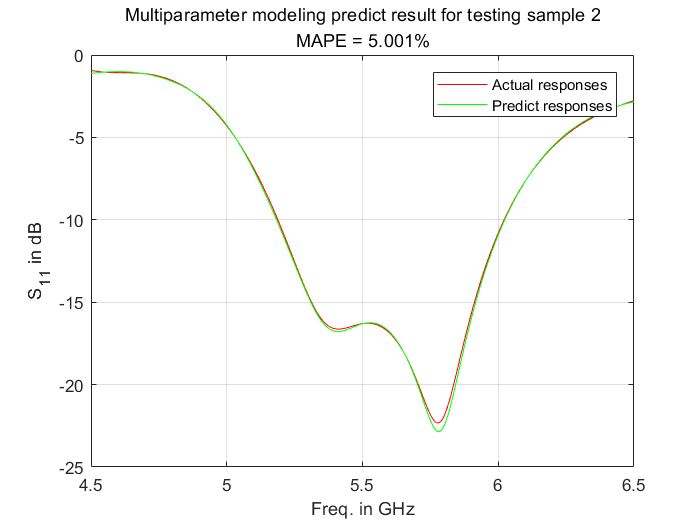 Multiparameter modeling predict result for testing sample 2
MAPE = 5.001%
0
-5
-10
-15
-20
-25
S11 in dB
Actual responses
Predict responses
4.5 5 5.5 6 6.5
Freq. in GHz